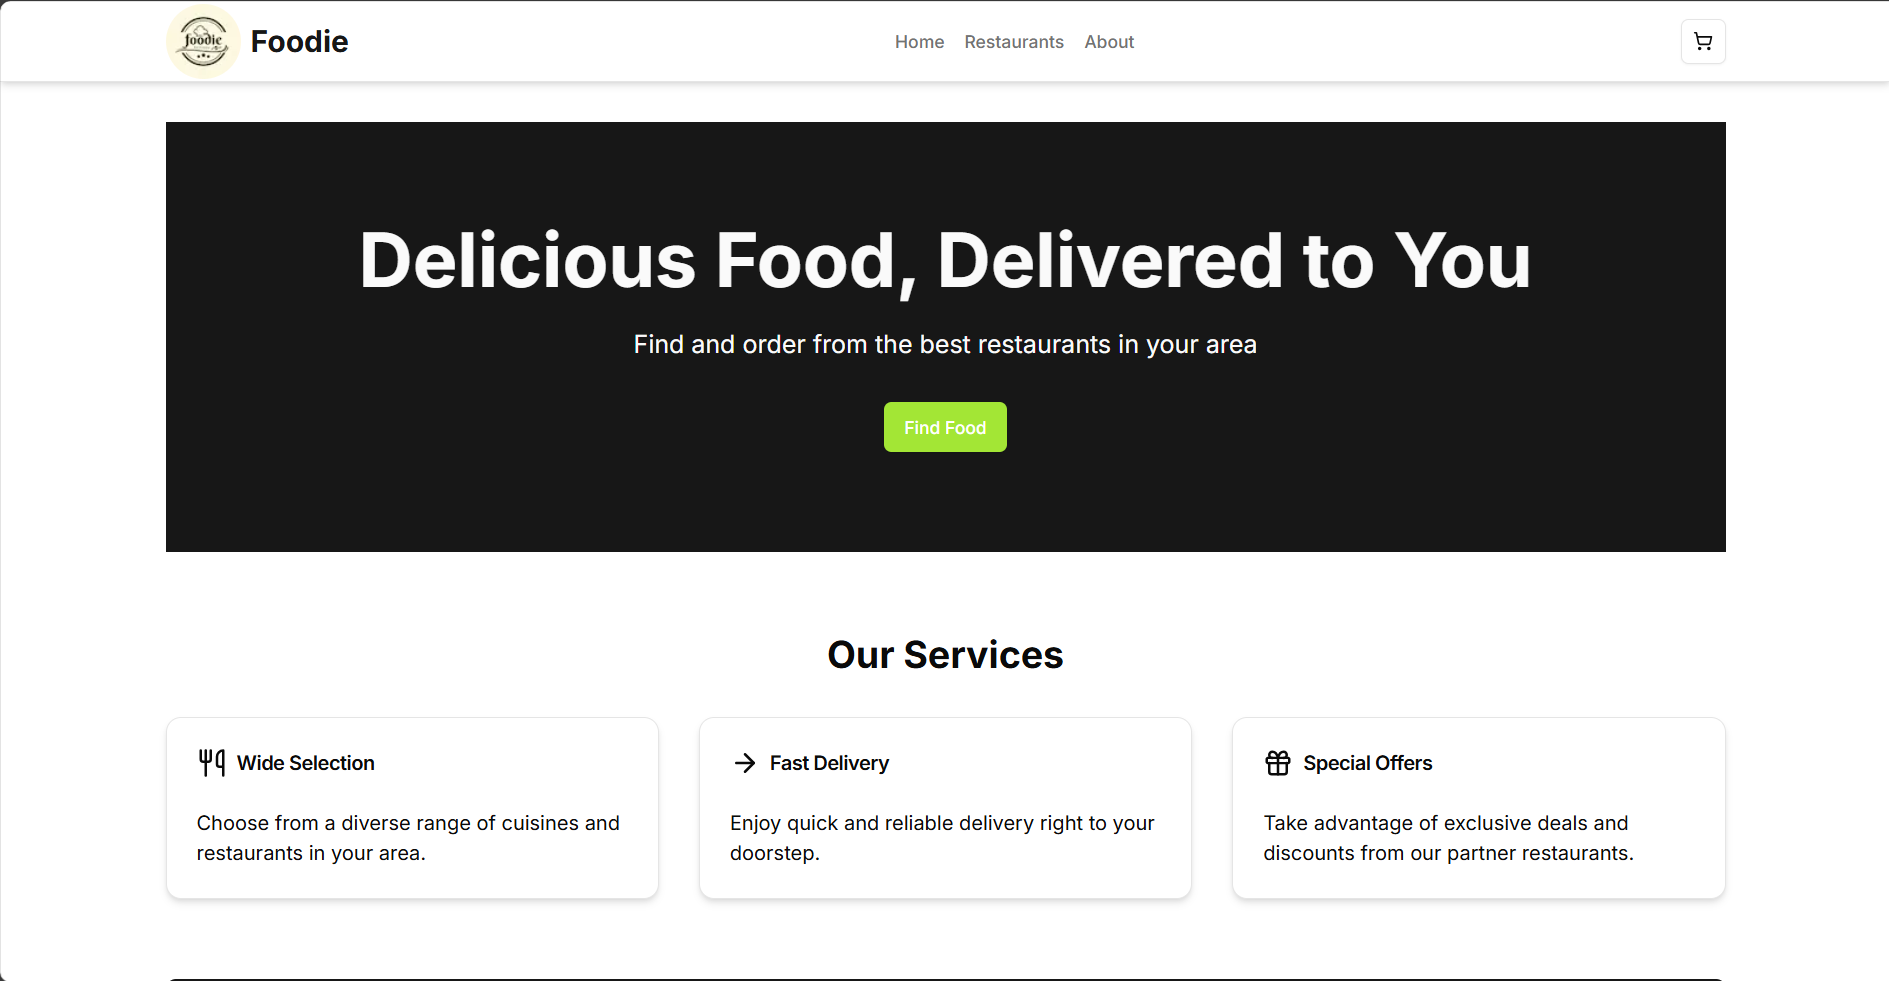 foodie
Foodie
Home
Restaurants
About
Delicious Food, Delivered to You
Find and order from the best restaurants in your area
Find Food
Our Services
Wide Selection
Choose from a diverse range of cuisines and
restaurants in your area.
Fast Delivery
Enjoy quick and reliable delivery right to your
doorstep.
Special Offers
Take advantage of exclusive deals and
discounts from our partner restaurants.